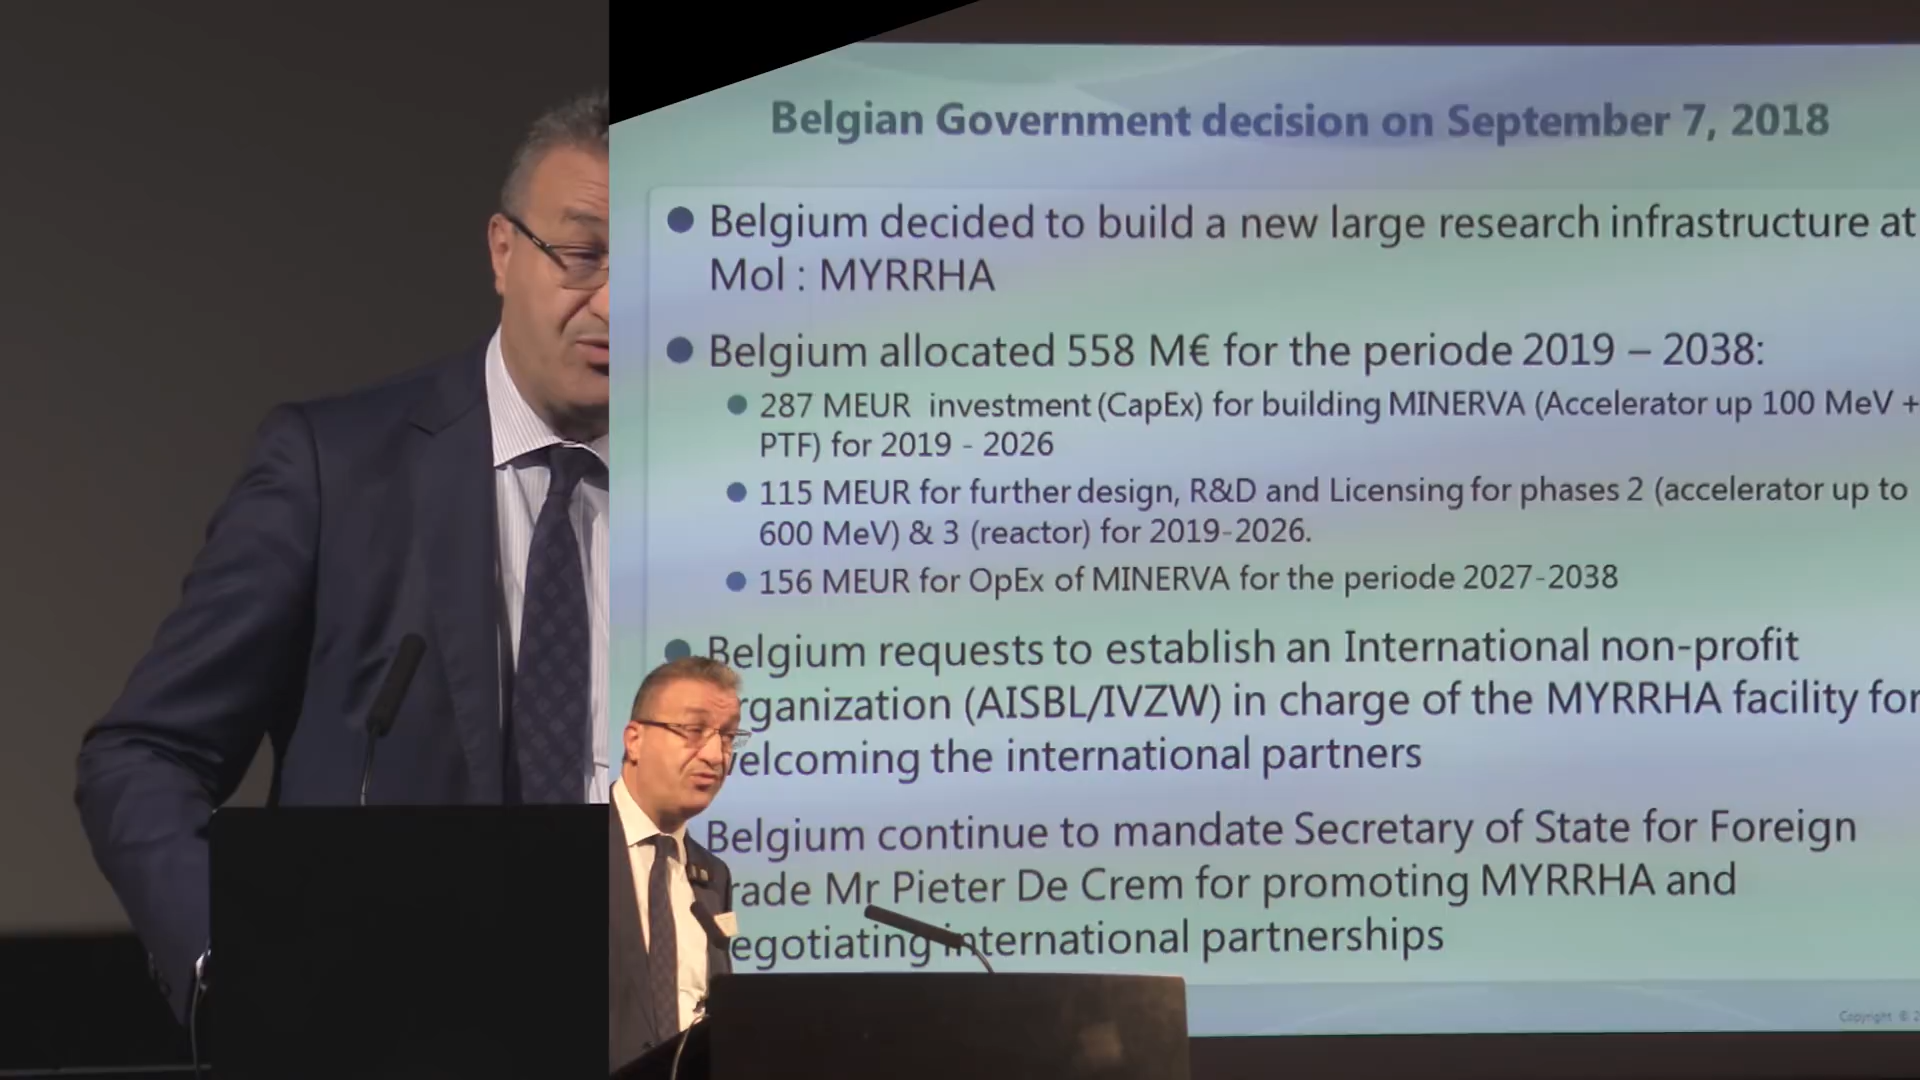 Belgian Government decision on September 7, 2018
Belgium decided to build a new large research infrastructure at
Mol : MYRRHA
Belgium allocated 558 M€ for the periode 2019 – 2038:
287 MEUR investment (CapEx) for building MINERVA (Accelerator up 100 MeV +
PTF) for 2019 - 2026
115 MEUR for further design, R&D and Licensing for phases 2 (accelerator up to
600 MeV) & 3 (reactor) for 2019-2026.
156 MEUR for OpEx of MINERVA for the periode 2027-2038
Belgium requests to establish an International non-profit
rganization (AISBL/IVZW) in charge of the MYRRHA facility for
elcoming the international partners
Belgium continue to mandate Secretary of State for Foreign
rade Mr Pieter De Crem for promoting MYRRHA and
egotiating international partnerships
Copyright © 2